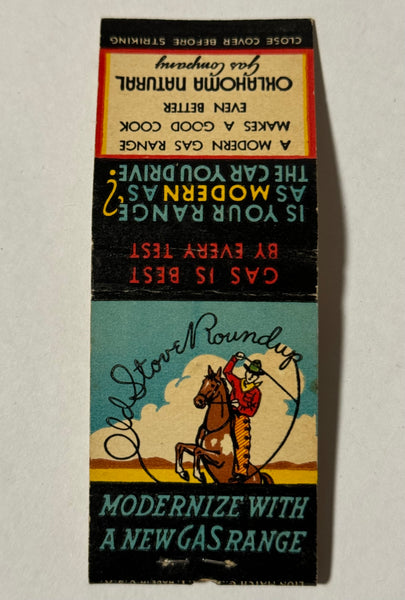 Old Stove Roundup
MODERNIZE WITH
A NEW GAS RANGE
GAS IS BEST
BY EVERY TEST
IS YOUR RANGE
AS MODERN AS
THE CAR YOU DRIVE?
A MODERN GAS RANGE
MAKES A GOOD COOK
EVEN BETTER
OKLAHOMA NATURAL
Gas Company
CLOSE COVER BEFORE STRIKING
LION MATCH